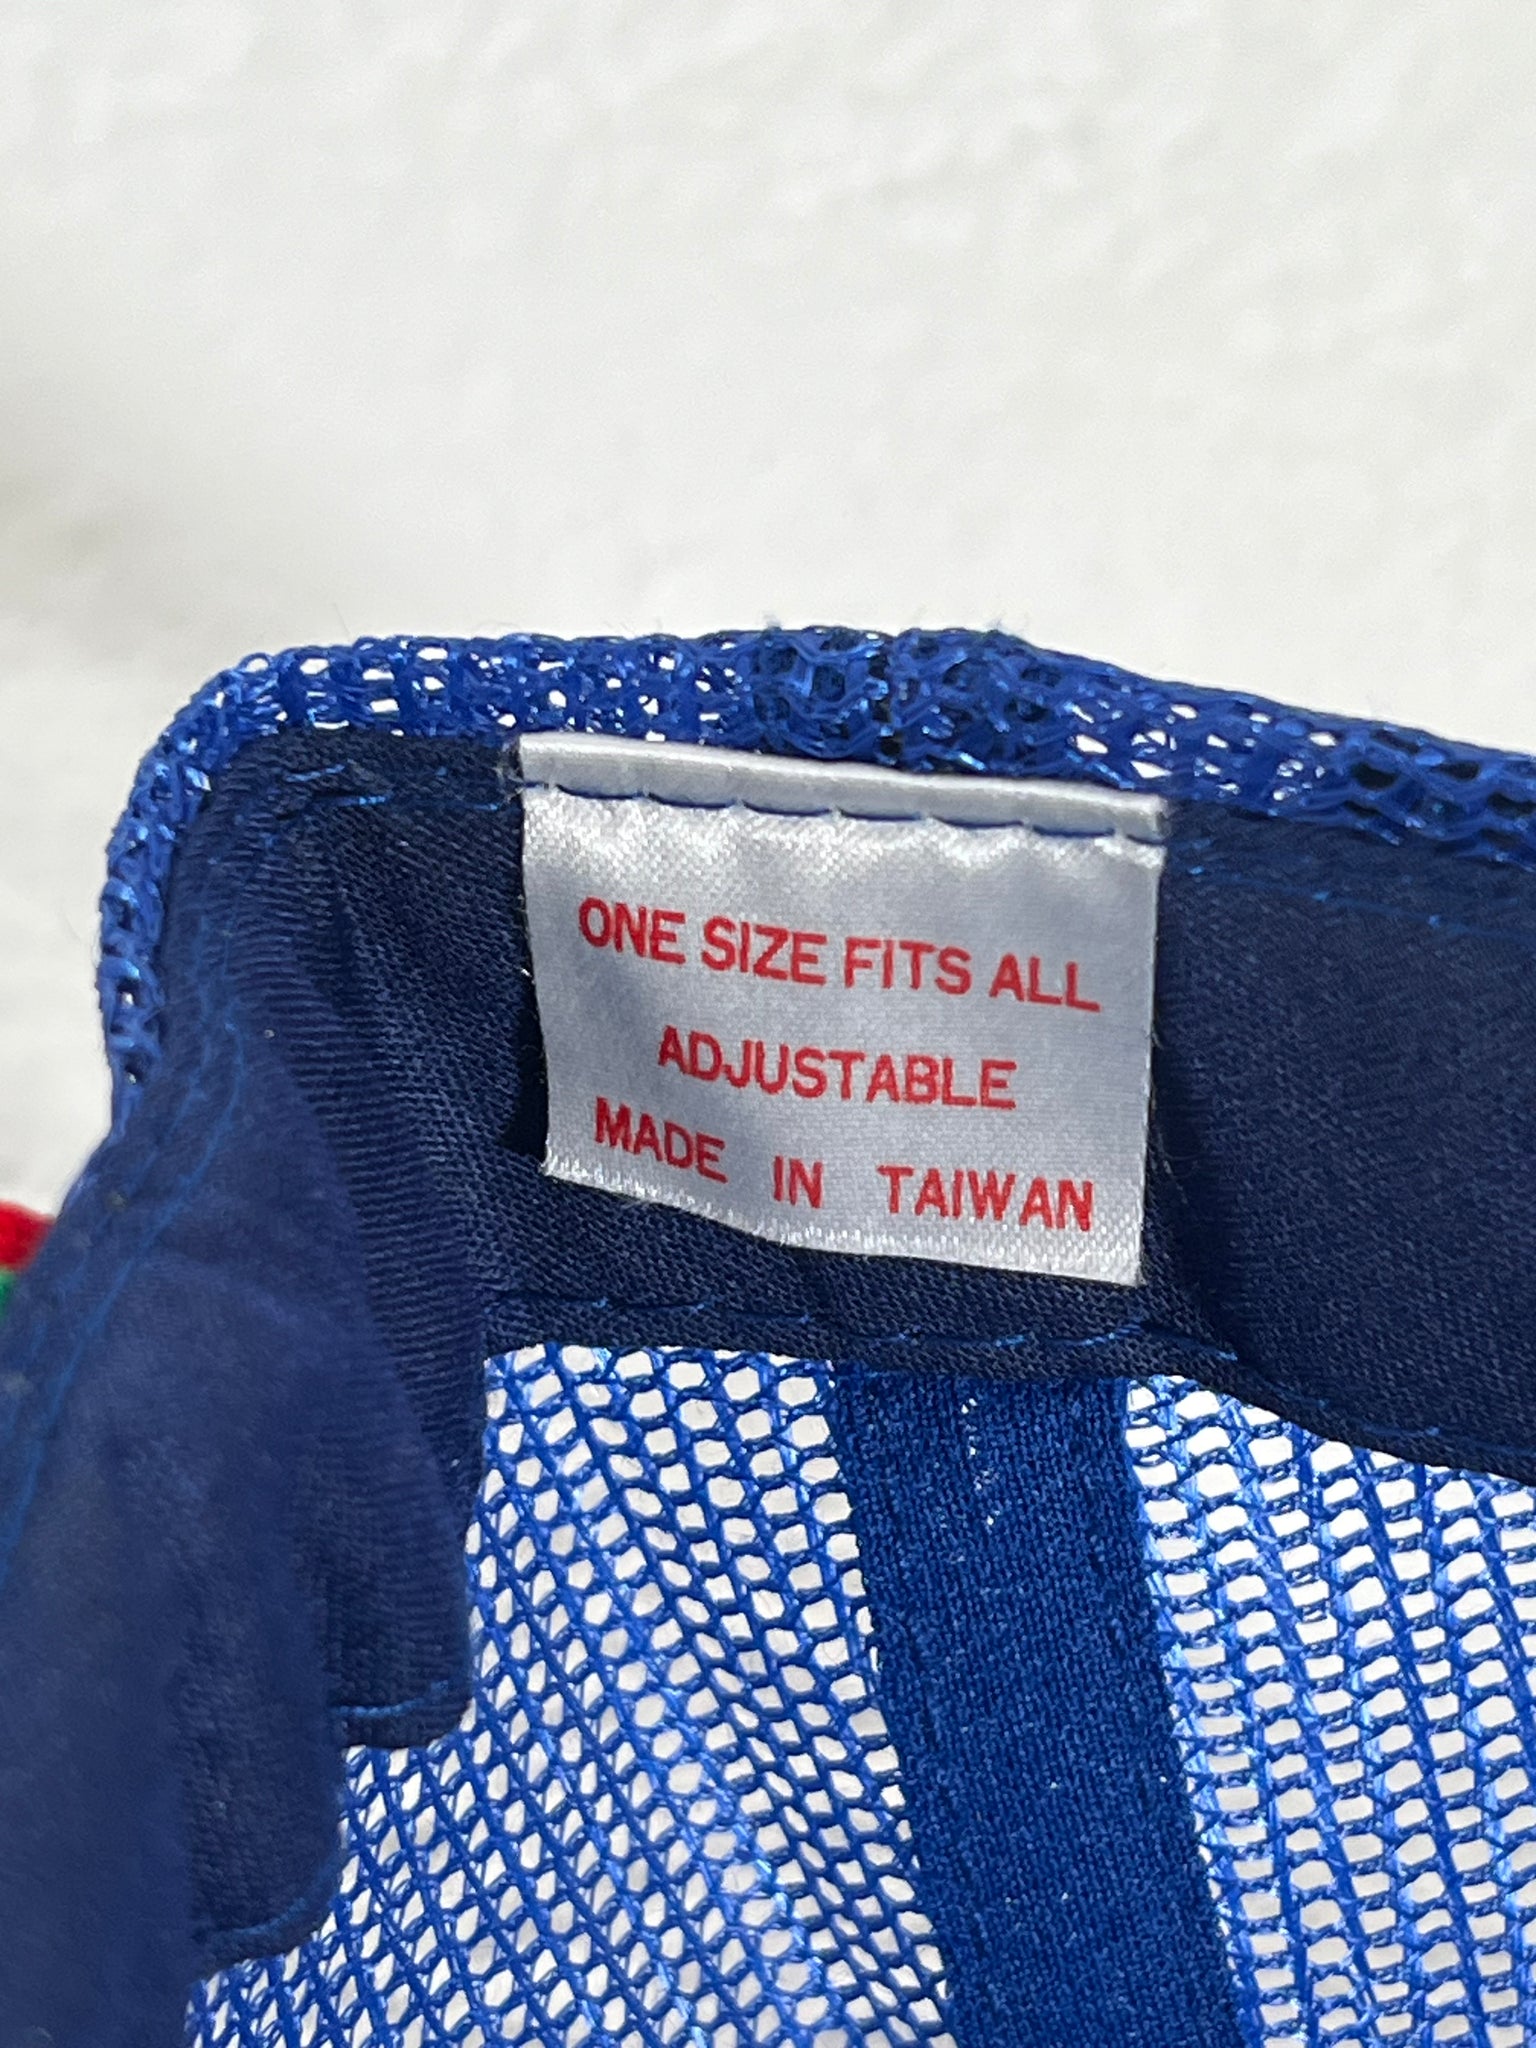 ONE SIZE FITS ALL
ADJUSTABLE
MADE IN TAIWAN